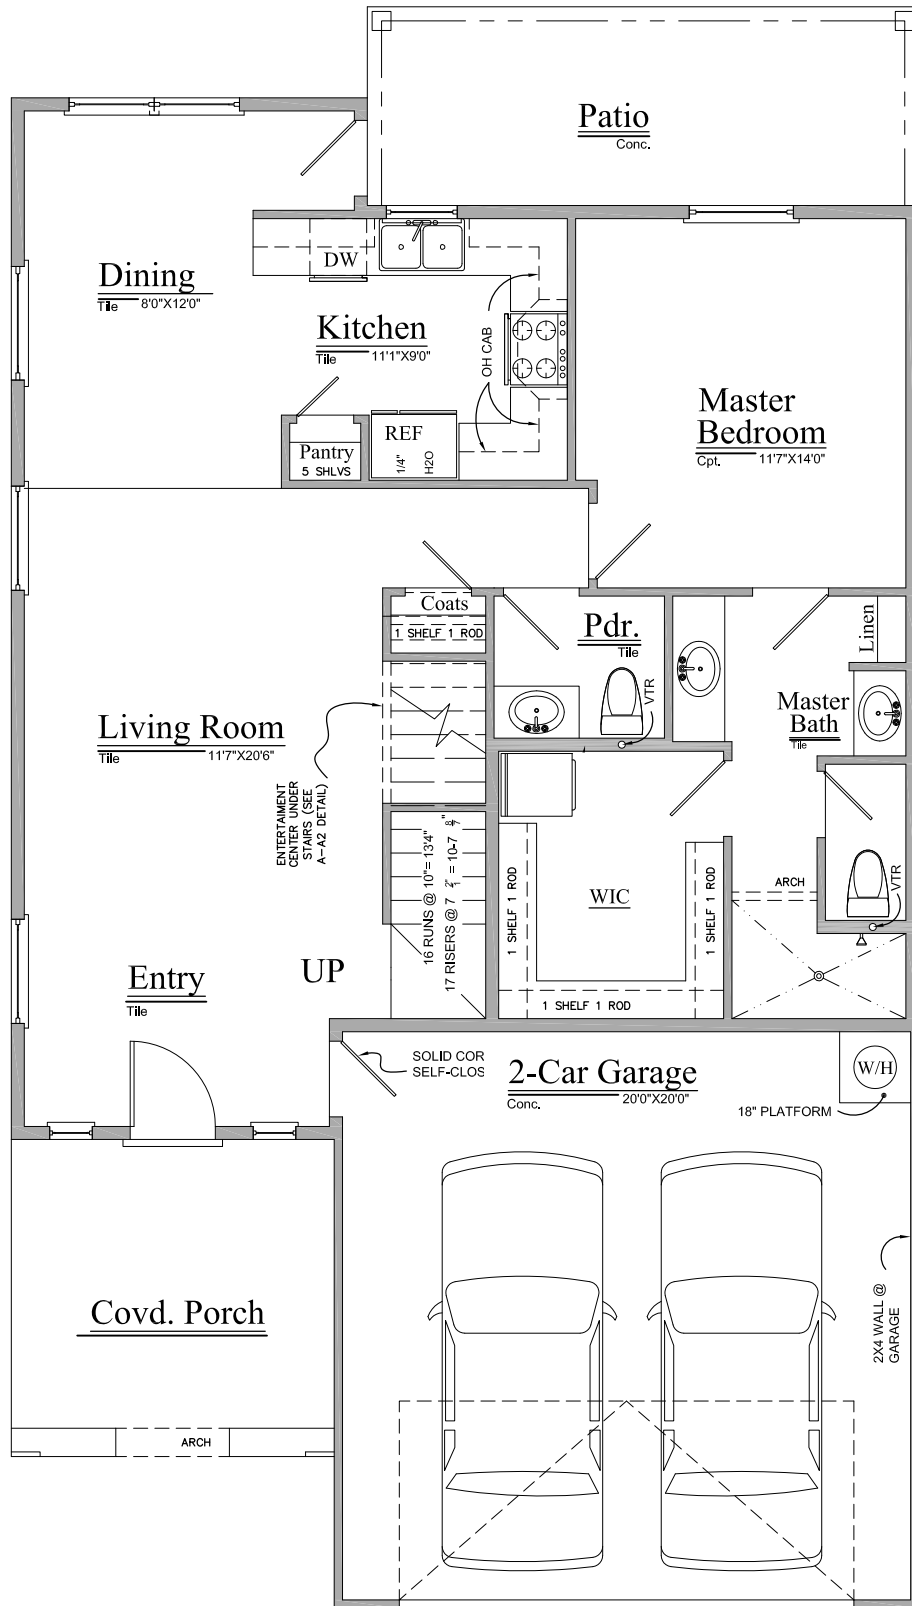 Patio
Conc.
Dining
Tile 8'0"X12'0"
DW
Kitchen
Tile 11'1"X9'0"
OH CAB
Pantry
5 SHLVS
REF
1/4"
H2O
Master
Bedroom
Cpt. 11'7"X14'0"
Coats
1 SHELF 1 ROD
Pdr.
Tile
VTR
Linen
Master
Bath
Tile
Living Room
Tile 11'7"X20'6"
ENTERTAIMENT
CENTER UNDER
STAIRS (SEE
A-A2 DETAIL)
16 RUNS @ 10"= 13'4"
17 RISERS @ 7 2" 1 = 10-7 8" 7
WIC
1 SHELF 1 ROD
1 SHELF 1 ROD
1 SHELF 1 ROD
ARCH
VTR
Entry
Tile
UP
SOLID COR
SELF-CLOS
2-Car Garage
Conc. 20'0"X20'0"
W/H
18" PLATFORM
2X4 WALL @
GARAGE
Covd. Porch
ARCH